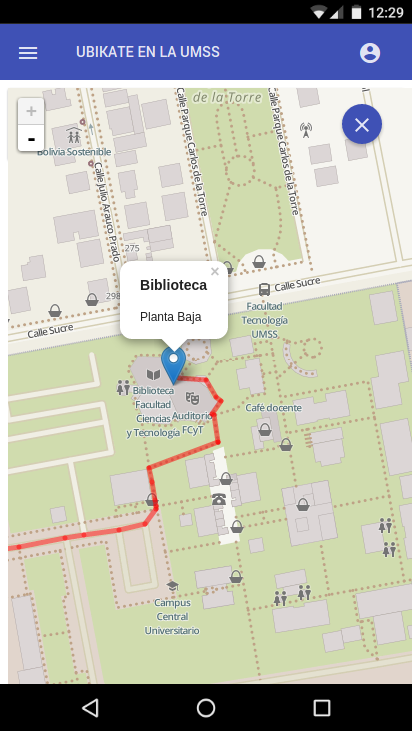 12:29
UBIKATE EN LA UMSS
+
-
de la Torre
Calle Parque Carlos de la Torre
Calle Parque Carlos de la Torre
Bolivia Sostenible
Calle Julio Arauco Prado
275
298
×
Biblioteca
Planta Baja
Calle Sucre
Calle Sucre
Facultad
Tecnología
UMSS
Biblioteca
Facultad
Ciencias
y Tecnología
Auditorio
FCyT
Café docente
Campus
Central
Universitario